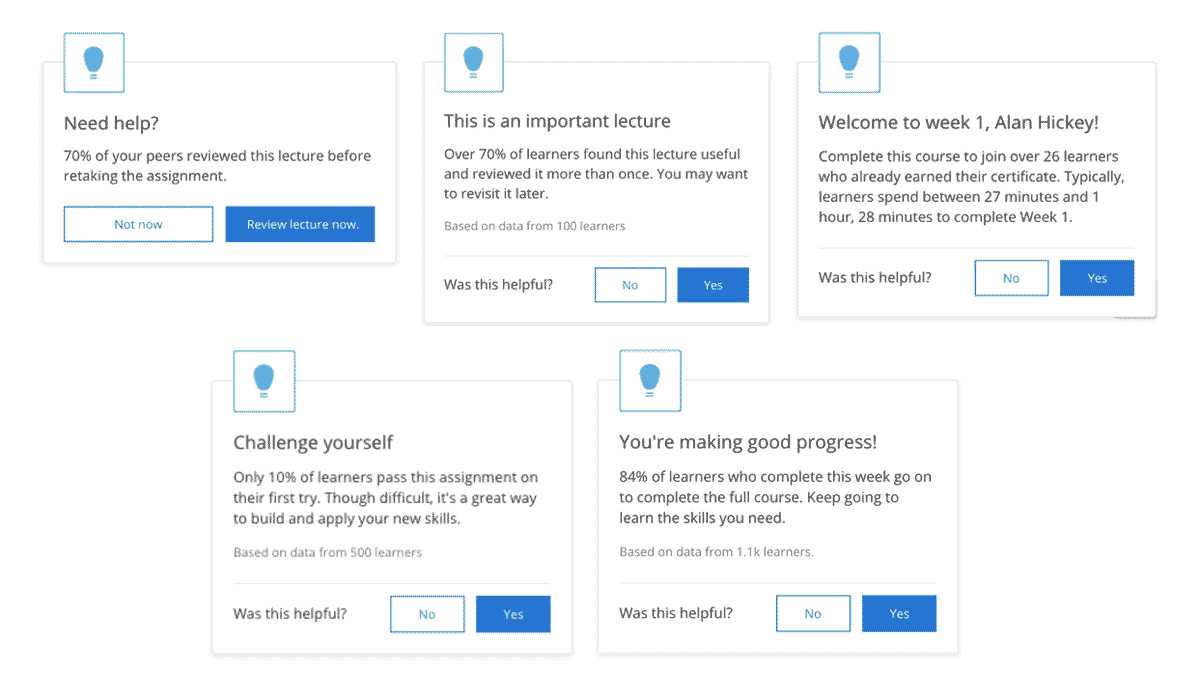 Need help?
70% of your peers reviewed this lecture before
retaking the assignment.
Not now
Review lecture now.
This is an important lecture
Over 70% of learners found this lecture useful
and reviewed it more than once. You may want
to revisit it later.
Based on data from 100 learners
Was this helpful?
No
Yes
Welcome to week 1, Alan Hickey!
Complete this course to join over 26 learners
who already earned their certificate. Typically,
learners spend between 27 minutes and 1
hour, 28 minutes to complete Week 1.
Was this helpful?
No
Yes
Challenge yourself
Only 10% of learners pass this assignment on
their first try. Though difficult, it's a great way
to build and apply your new skills.
Based on data from 500 learners
Was this helpful?
No
Yes
You're making good progress!
84% of learners who complete this week go on
to complete the full course. Keep going to
learn the skills you need.
Based on data from 1.1k learners.
Was this helpful?
No
Yes